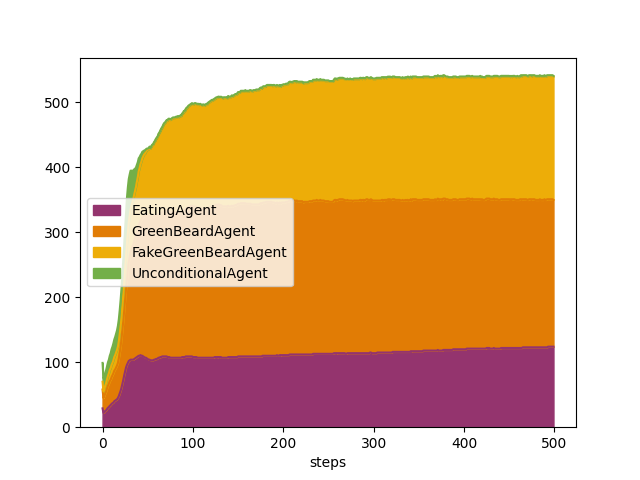 500
400
300
200
100
0
EatingAgent
GreenBeardAgent
FakeGreenBeardAgent
UnconditionalAgent
0 100 200 300 400 500
steps